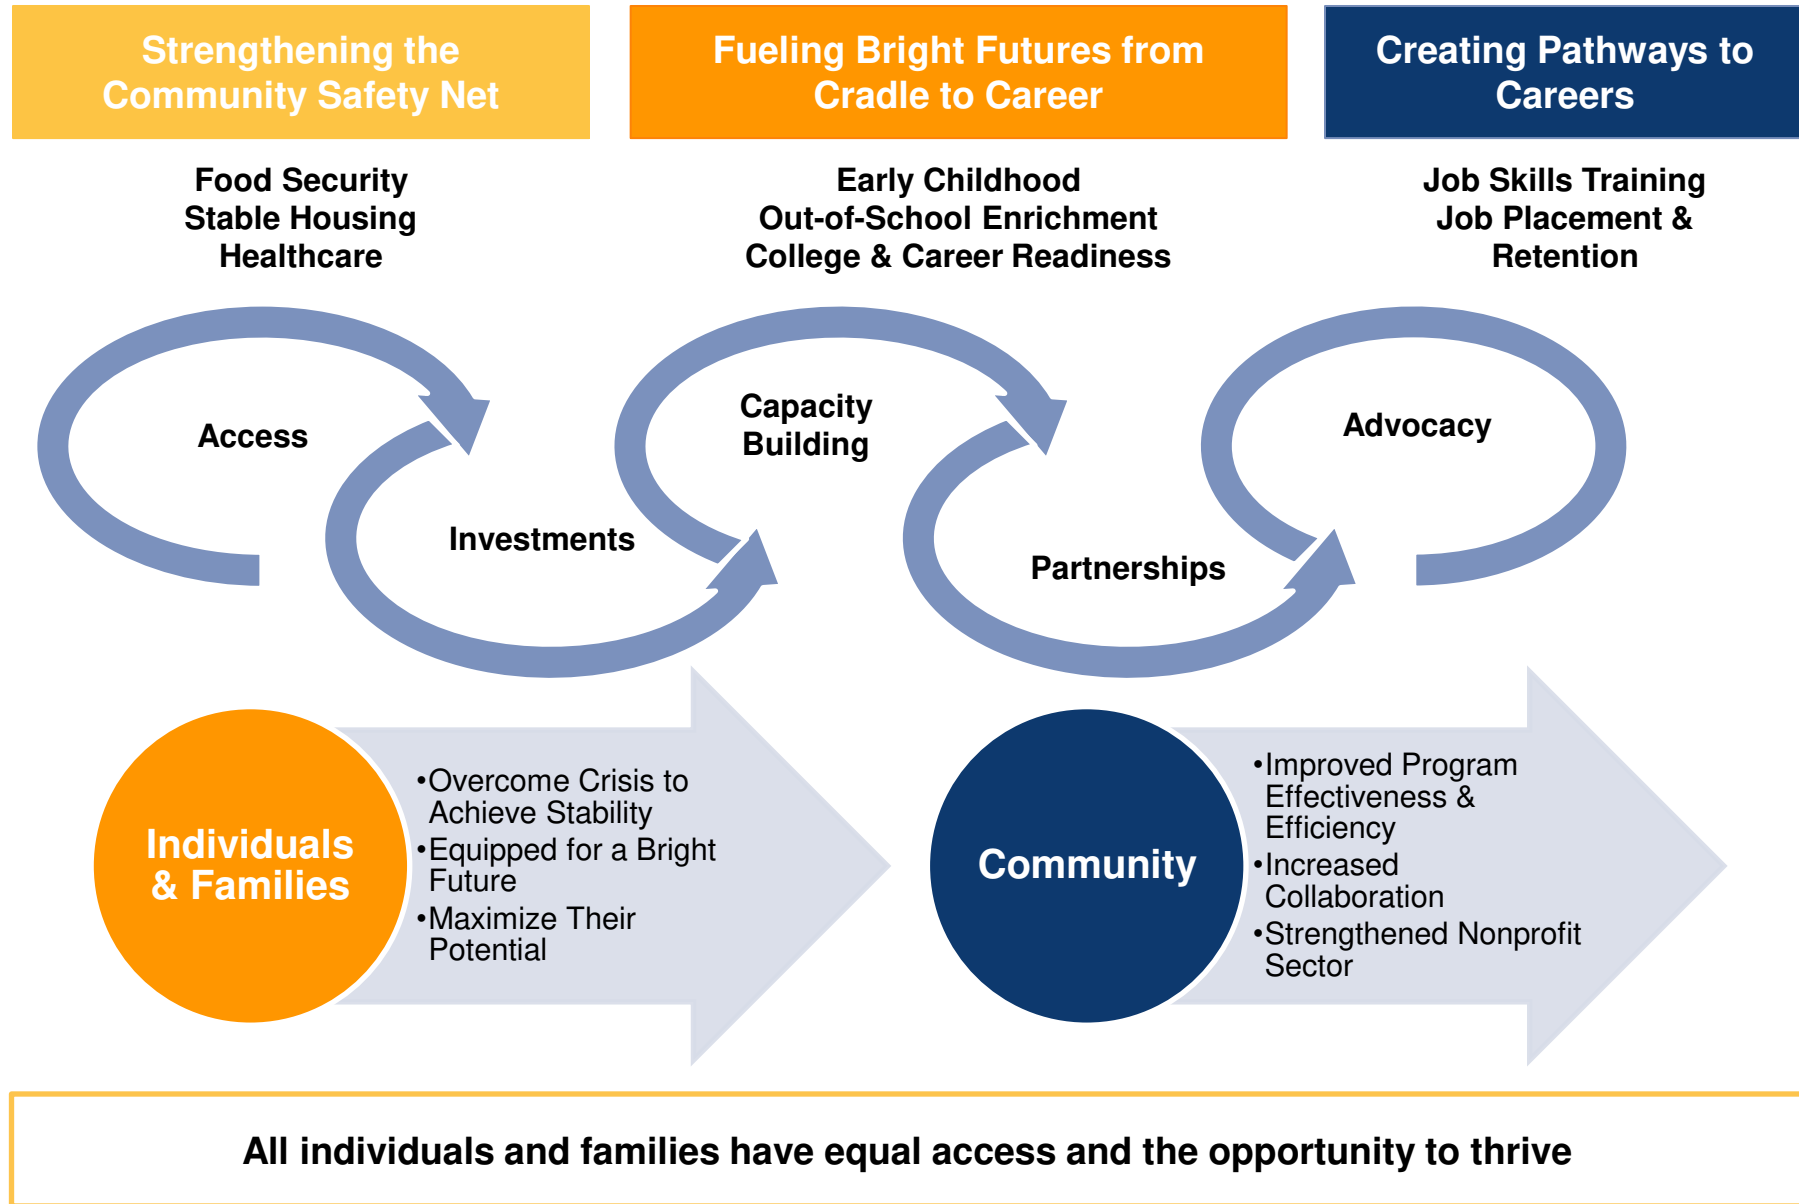 Strengthening the
Community Safety Net
Fueling Bright Futures from
Cradle to Career
Creating Pathways to
Careers
Food Security
Stable Housing
Healthcare
Early Childhood
Out-of-School Enrichment
College & Career Readiness
Job Skills Training
Job Placement &
Retention
Access
Investments
Capacity
Building
Partnerships
Advocacy
Individuals
& Families
•Overcome Crisis to
Achieve Stability
•Equipped for a Bright
Future
•Maximize Their
Potential
Community
•Improved Program
Effectiveness &
Efficiency
•Increased
Collaboration
•Strengthened Nonprofit
Sector
All individuals and families have equal access and the opportunity to thrive